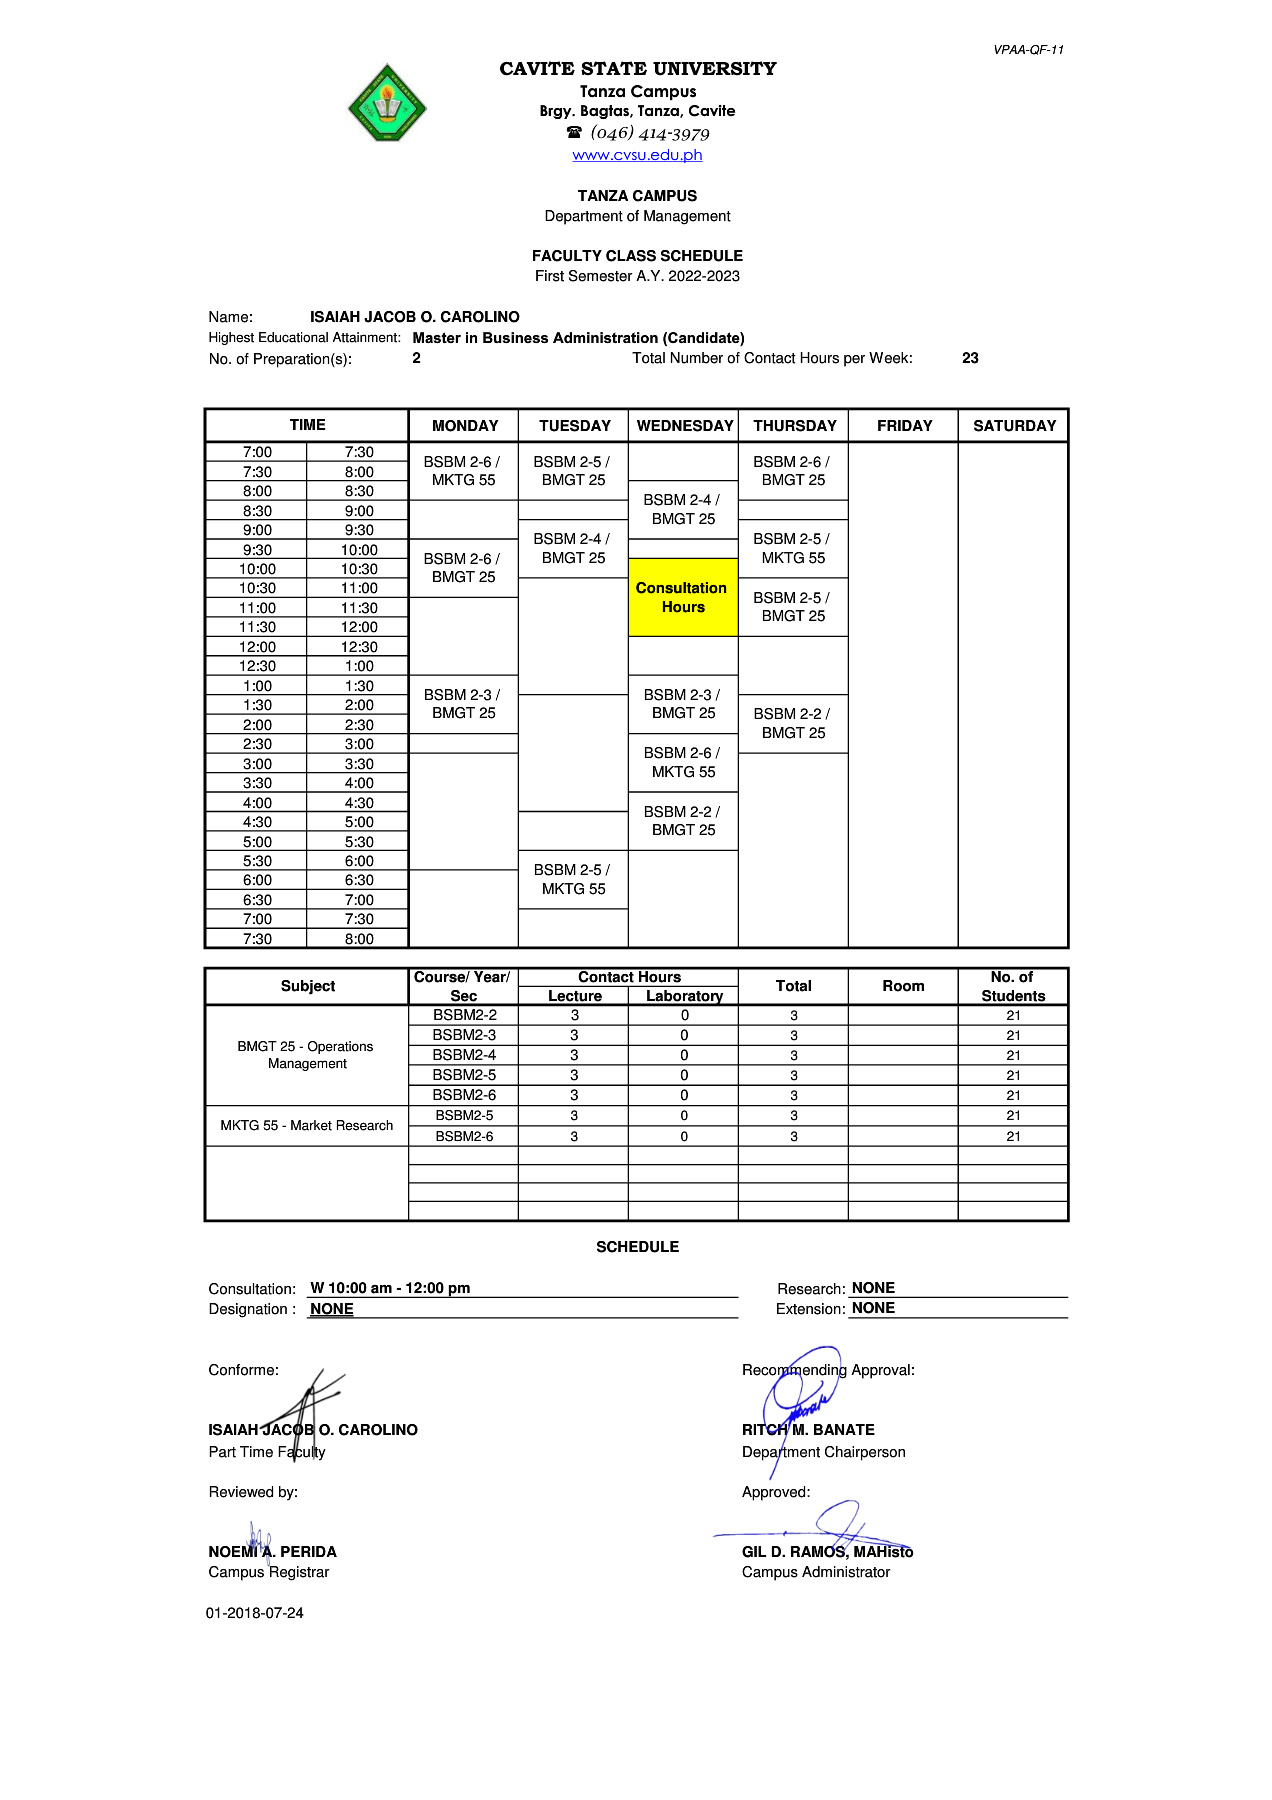 VPAA-QF-11
CAVITE STATE UNIVERSITY
Tanza Campus
Brgy. Bagtas, Tanza, Cavite
☎ (046) 414-3979
www.cvsu.edu.ph
TANZA CAMPUS
Department of Management
FACULTY CLASS SCHEDULE
First Semester A.Y. 2022-2023
Name: ISAIAH JACOB O. CAROLINO
Highest Educational Attainment: Master in Business Administration (Candidate)
No. of Preparation(s): 2 Total Number of Contact Hours per Week: 23
TIME MONDAY TUESDAY WEDNESDAY THURSDAY FRIDAY SATURDAY
7:00 7:30
BSBM 2-6 / BSBM 2-5 / BSBM 2-6 /
7:30 8:00
MKTG 55 BMGT 25 BMGT 25
8:00 8:30
BSBM 2-4 /
8:30 9:00
BMGT 25
9:00 9:30
BSBM 2-4 / BSBM 2-5 /
9:30 10:00
BSBM 2-6 / BMGT 25 MKTG 55
10:00 10:30
BMGT 25
10:30 11:00
Consultation BSBM 2-5 /
11:00 11:30
Hours BMGT 25
11:30 12:00
12:00 12:30
12:30 1:00
1:00 1:30
BSBM 2-3 / BSBM 2-3 /
1:30 2:00
BMGT 25 BMGT 25 BSBM 2-2 /
2:00 2:30
BMGT 25
2:30 3:00
BSBM 2-6 /
3:00 3:30
MKTG 55
3:30 4:00
4:00 4:30
BSBM 2-2 /
4:30 5:00
BMGT 25
5:00 5:30
5:30 6:00
BSBM 2-5 /
6:00 6:30
MKTG 55
6:30 7:00
7:00 7:30
7:30 8:00
Subject Course/ Year/ Sec Contact Hours Total Room No. of Students
Lecture Laboratory
BMGT 25 - Operations Management
BSBM2-2 3 0 3 21
BSBM2-3 3 0 3 21
BSBM2-4 3 0 3 21
BSBM2-5 3 0 3 21
BSBM2-6 3 0 3 21
MKTG 55 - Market Research
BSBM2-5 3 0 3 21
BSBM2-6 3 0 3 21
SCHEDULE
Consultation: W 10:00 am - 12:00 pm Research: NONE
Designation : NONE Extension: NONE
Conforme: Recommending Approval:
ISAIAH JACOB O. CAROLINO RITCH M. BANATE
Part Time Faculty Department Chairperson
Reviewed by: Approved:
NOEMI A. PERIDA GIL D. RAMOS, MAHisto
Campus Registrar Campus Administrator
01-2018-07-24